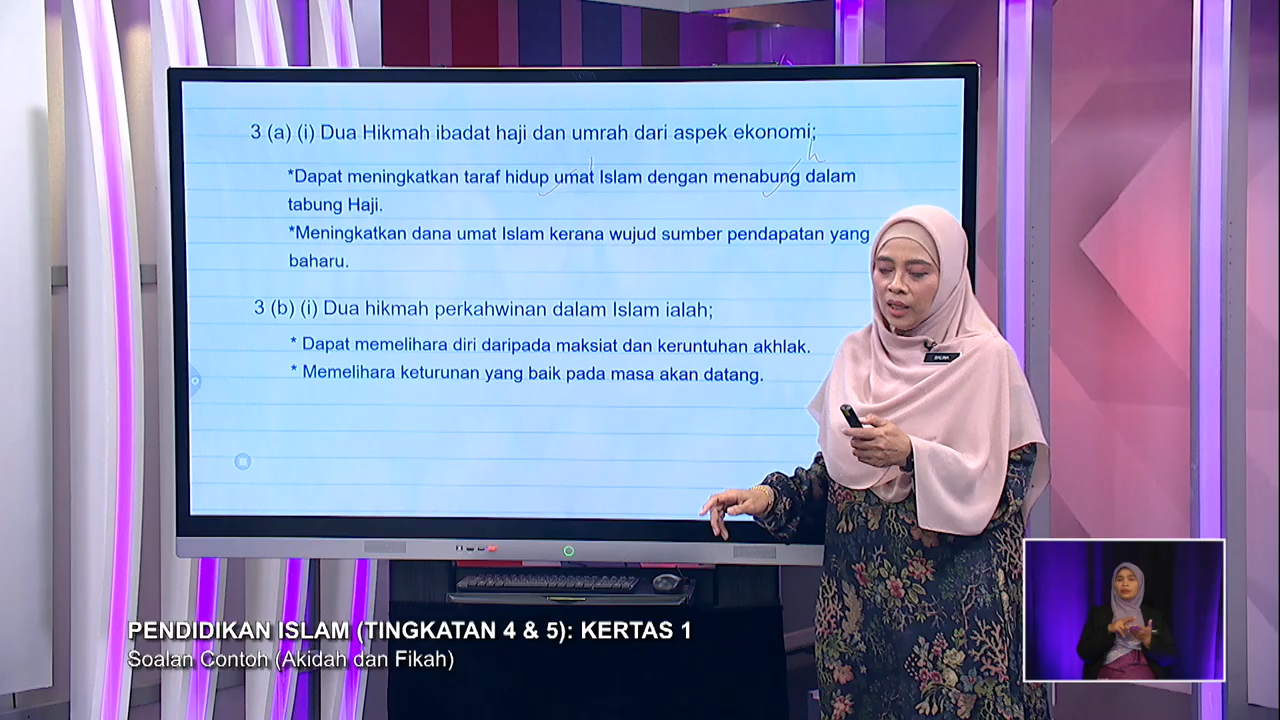 3 (a) (i) Dua Hikmah ibadat haji dan umrah dari aspek ekonomi;
*Dapat meningkatkan taraf hidup umat Islam dengan menabung dalam
tabung Haji.
*Meningkatkan dana umat Islam kerana wujud sumber pendapatan yang
baharu.
3 (b) (i) Dua hikmah perkahwinan dalam Islam ialah;
* Dapat memelihara diri daripada maksiat dan keruntuhan akhlak.
* Memelihara keturunan yang baik pada masa akan datang.
PENDIDIKAN ISLAM (TINGKATAN 4 & 5): KERTAS 1
Soalan Contoh (Akidah dan Fikah)